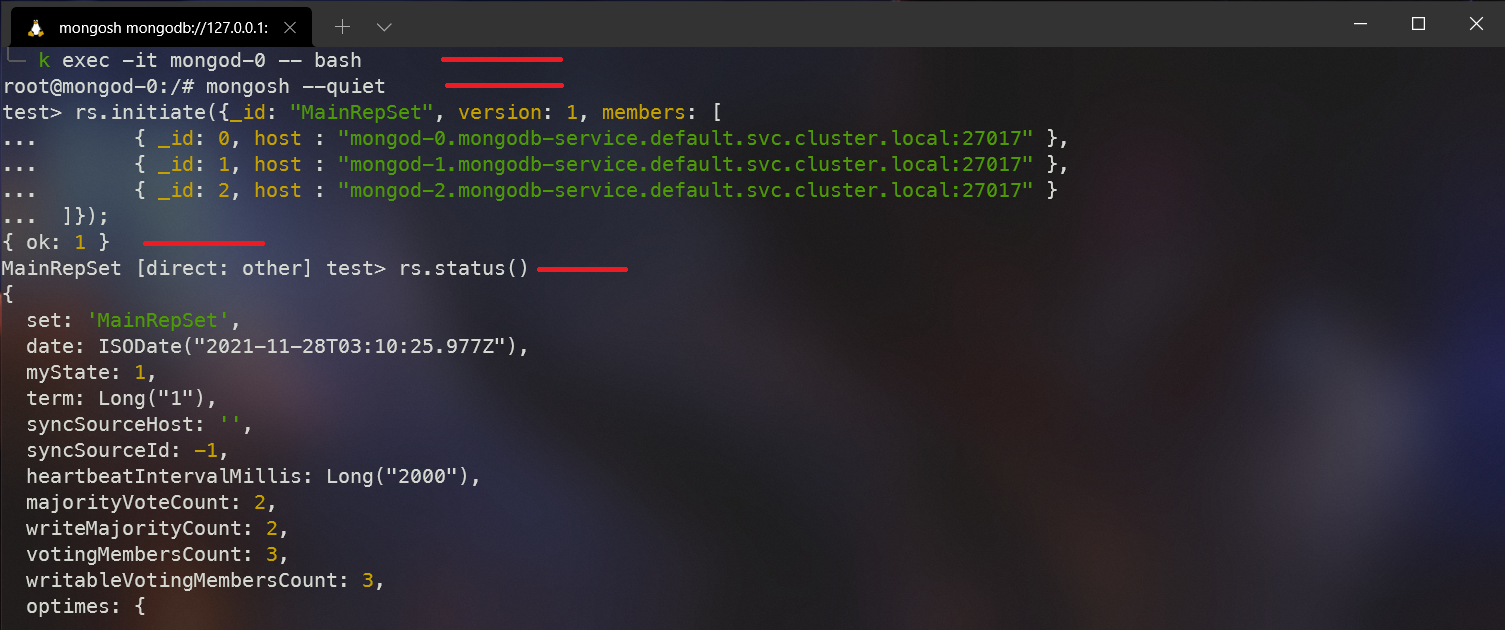 mongosh mongodb://127.0.0.1:
k exec -it mongod-0 -- bash
root@mongod-0:/# mongosh --quiet
test> rs.initiate({_id: "MainRepSet", version: 1, members: [
...        { _id: 0, host : "mongod-0.mongodb-service.default.svc.cluster.local:27017" },
...        { _id: 1, host : "mongod-1.mongodb-service.default.svc.cluster.local:27017" },
...        { _id: 2, host : "mongod-2.mongodb-service.default.svc.cluster.local:27017" }
...  ]});
{ ok: 1 }
MainRepSet [direct: other] test> rs.status()
{
  set: 'MainRepSet',
  date: ISODate("2021-11-28T03:10:25.977Z"),
  myState: 1,
  term: Long("1"),
  syncSourceHost: '',
  syncSourceId: -1,
  heartbeatIntervalMillis: Long("2000"),
  majorityVoteCount: 2,
  writeMajorityCount: 2,
  votingMembersCount: 3,
  writableVotingMembersCount: 3,
  optimes: {